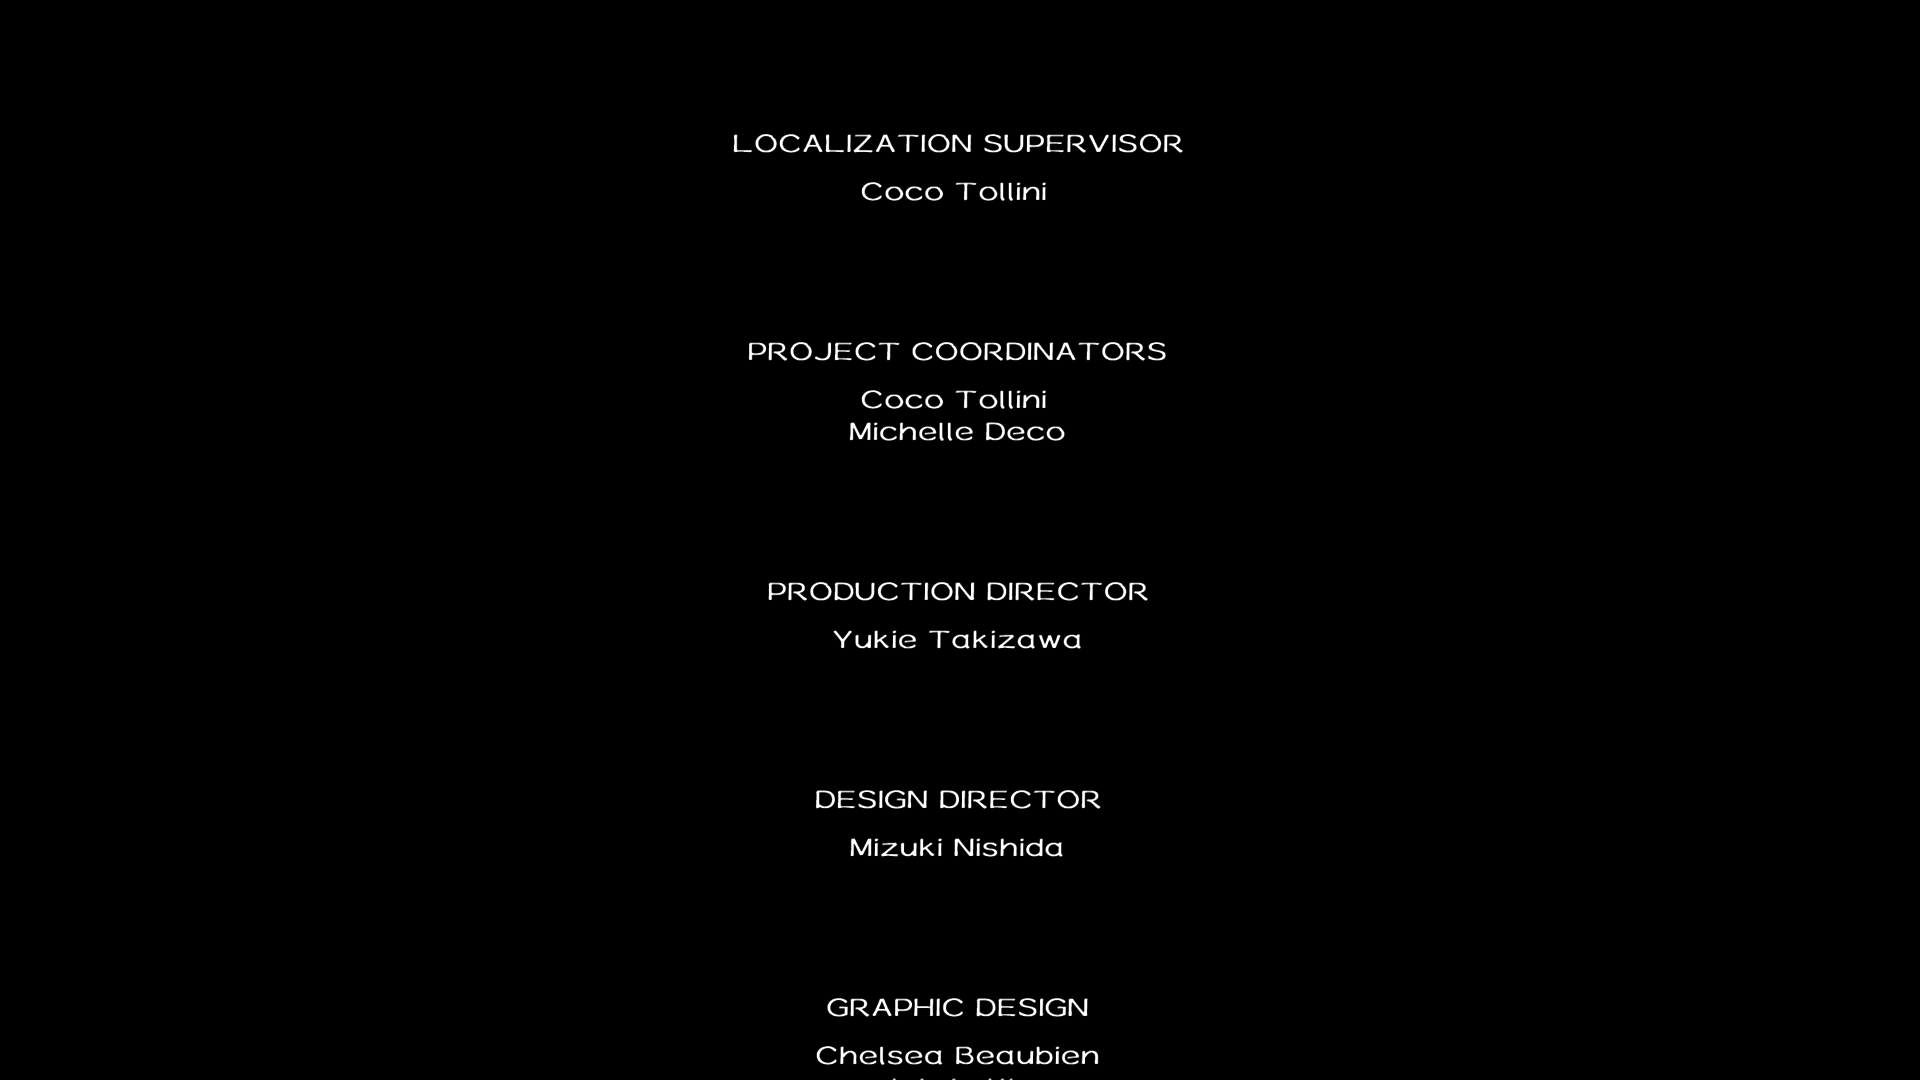 LOCALIZATION SUPERVISOR
Coco Tollini
PROJECT COORDINATORS
Coco Tollini
Michelle Deco
PRODUCTION DIRECTOR
Yukie Takizawa
DESIGN DIRECTOR
Mizuki Nishida
GRAPHIC DESIGN
Chelsea Beaubien